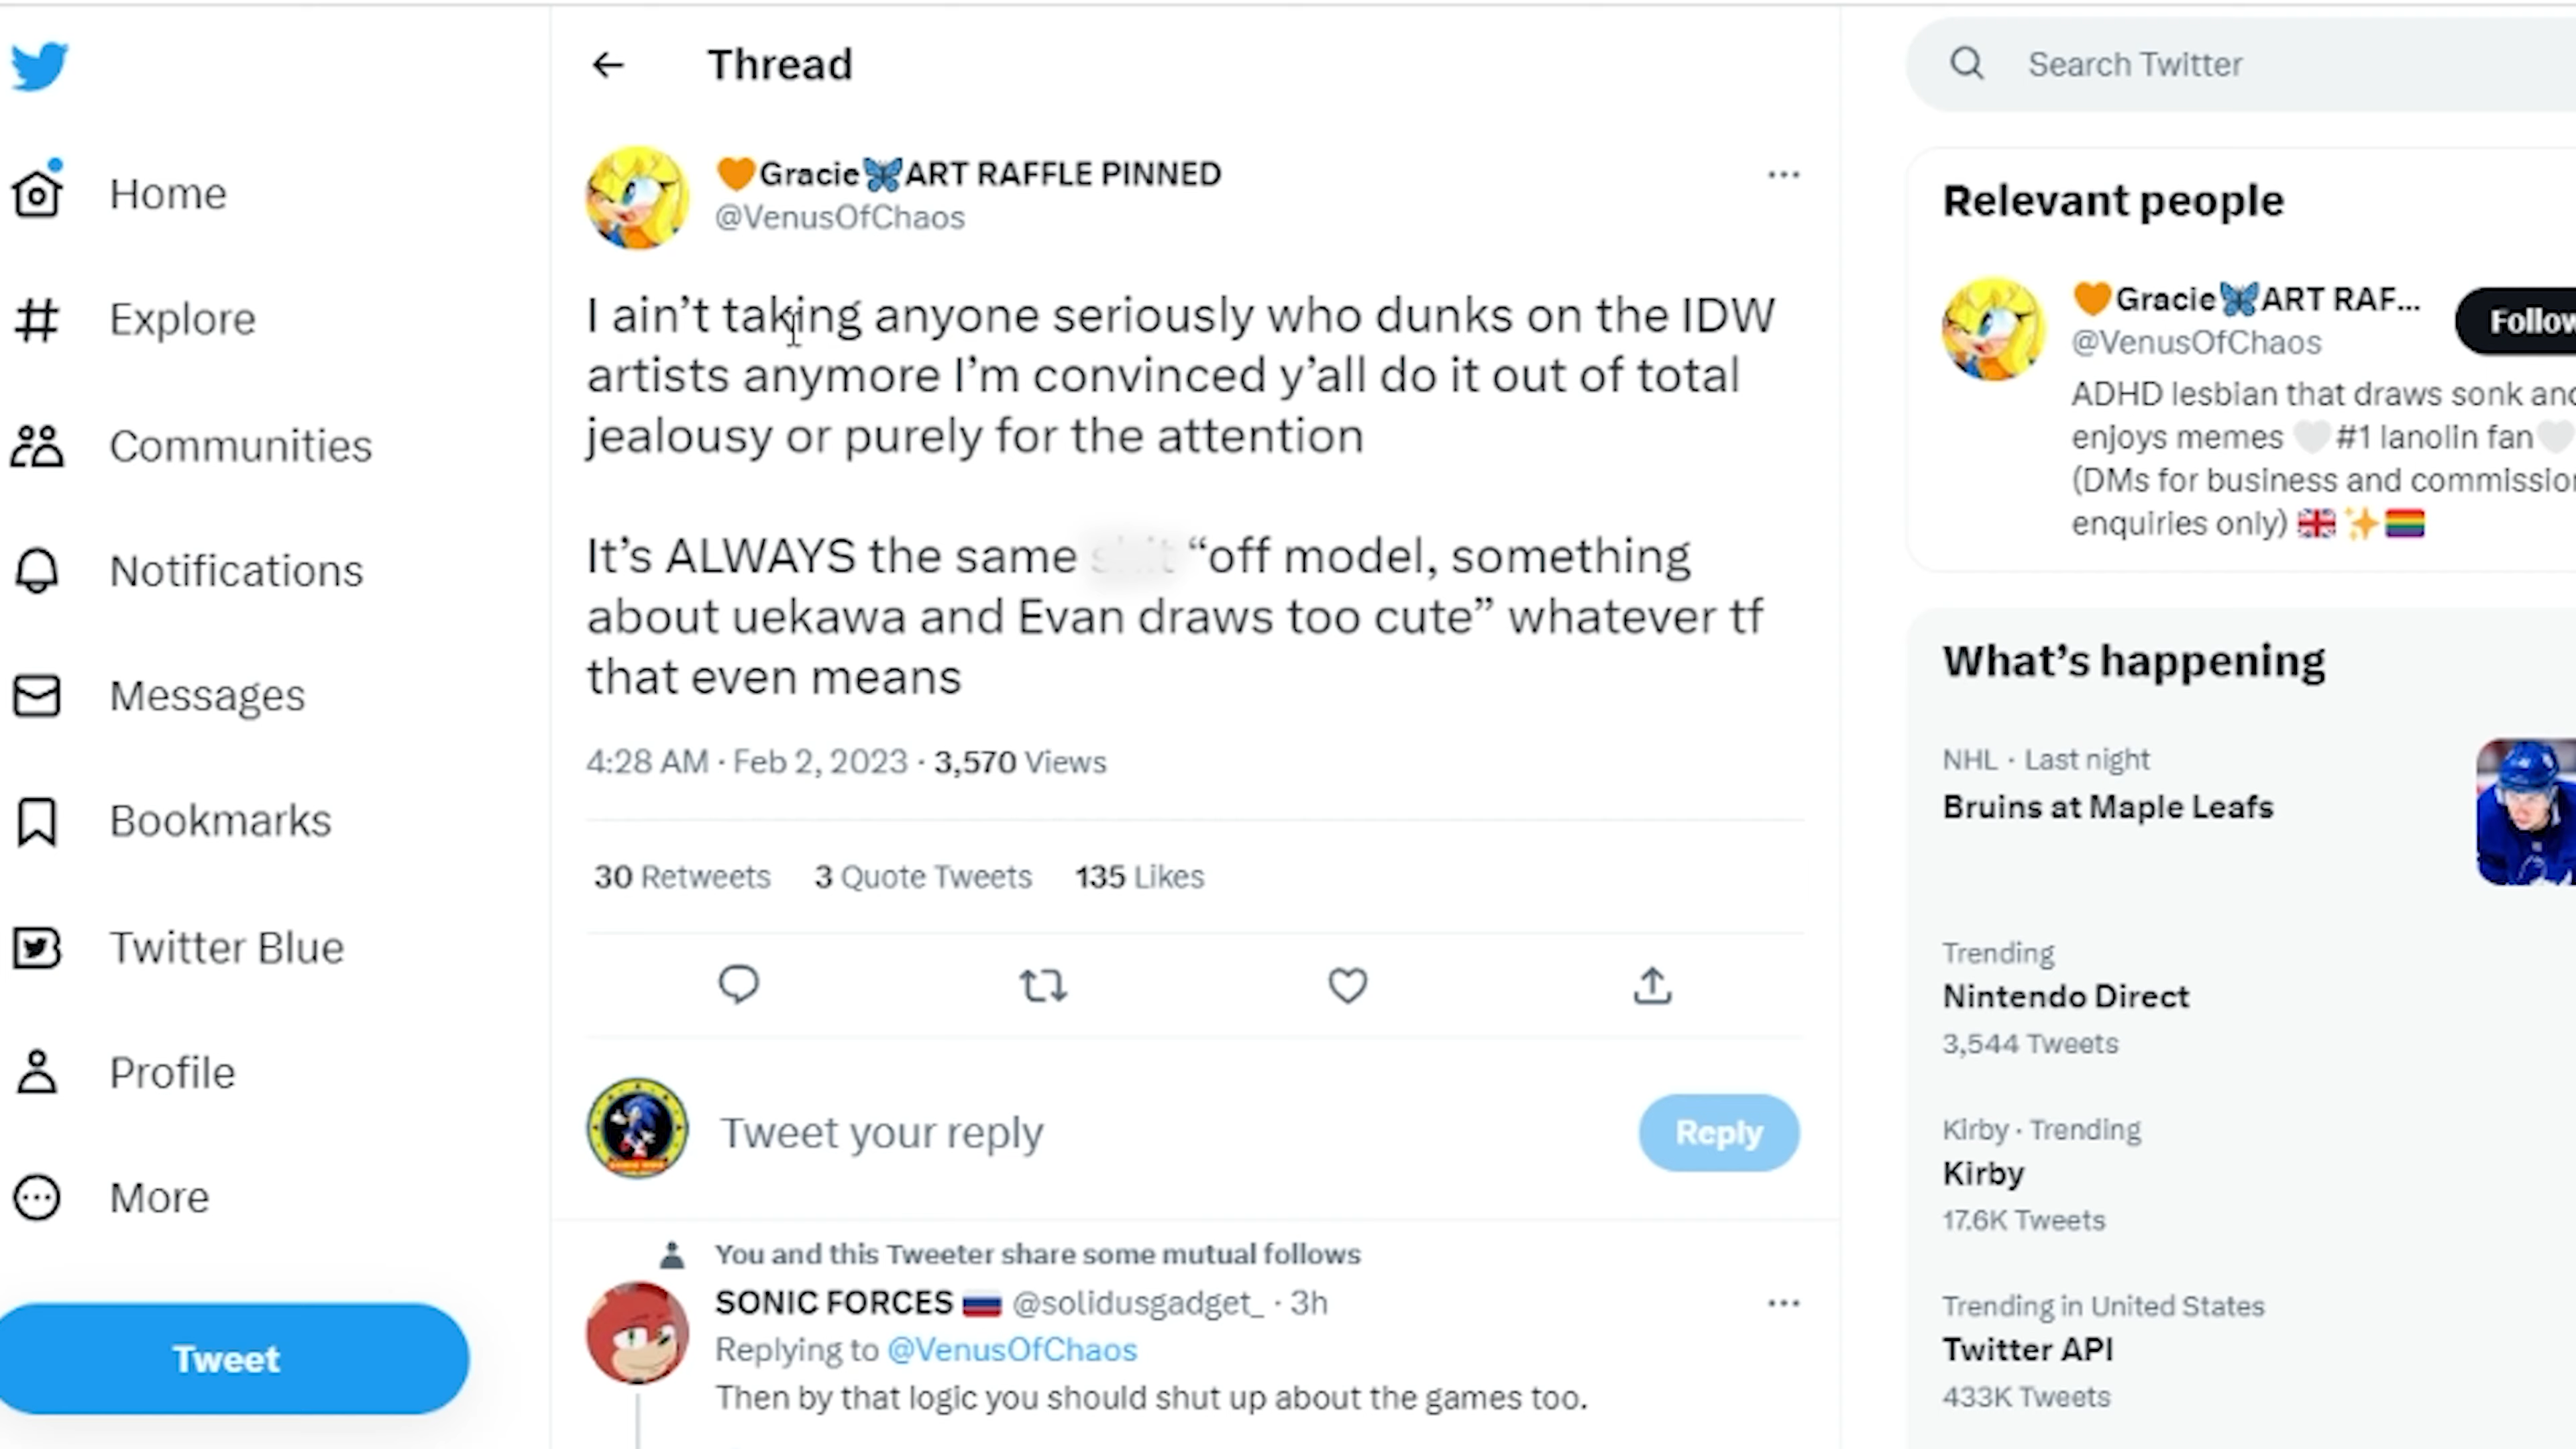 Thread
Search Twitter
Home
Explore
Communities
Notifications
Messages
Bookmarks
Twitter Blue
Profile
More
Tweet
🧡Gracie🦋ART RAFFLE PINNED
@VenusOfChaos
I ain’t taking anyone seriously who dunks on the IDW
artists anymore I’m convinced y’all do it out of total
jealousy or purely for the attention
It’s ALWAYS the same “off model, something
about uekawa and Evan draws too cute” whatever tf
that even means
4:28 AM · Feb 2, 2023 · 3,570 Views
30 Retweets 3 Quote Tweets 135 Likes
Tweet your reply
Reply
You and this Tweeter share some mutual follows
SONIC FORCES 🇷🇺 @solidusgadget_ · 3h
Replying to @VenusOfChaos
Then by that logic you should shut up about the games too.
Relevant people
🧡Gracie🦋ART RAF...
@VenusOfChaos
Follow
ADHD lesbian that draws sonk and
enjoys memes 🤍#1 lanolin fan🤍
(DMs for business and commission
enquiries only) 🇬🇧✨🏳️‍🌈
What’s happening
NHL · Last night
Bruins at Maple Leafs
Trending
Nintendo Direct
3,544 Tweets
Kirby · Trending
Kirby
17.6K Tweets
Trending in United States
Twitter API
433K Tweets